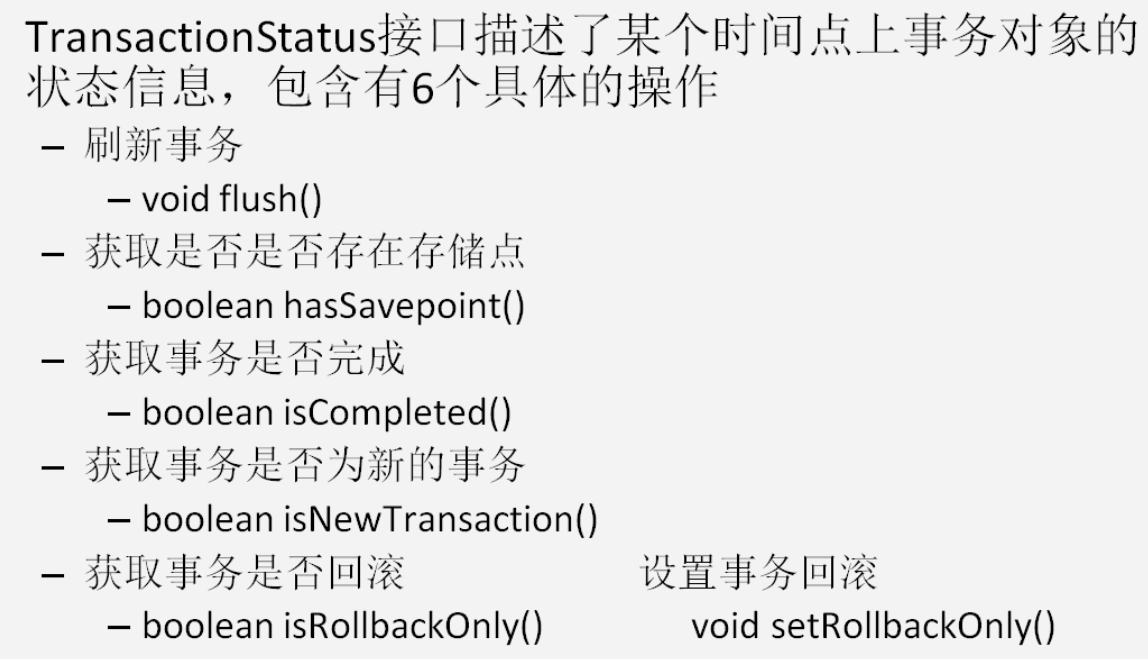 TransactionStatus接口描述了某个时间点上事务对象的
状态信息，包含有6个具体的操作
– 刷新事务
– void flush()
– 获取是否是否存在存储点
– boolean hasSavepoint()
– 获取事务是否完成
– boolean isCompleted()
– 获取事务是否为新的事务
– boolean isNewTransaction()
– 获取事务是否回滚 设置事务回滚
– boolean isRollbackOnly() void setRollbackOnly()